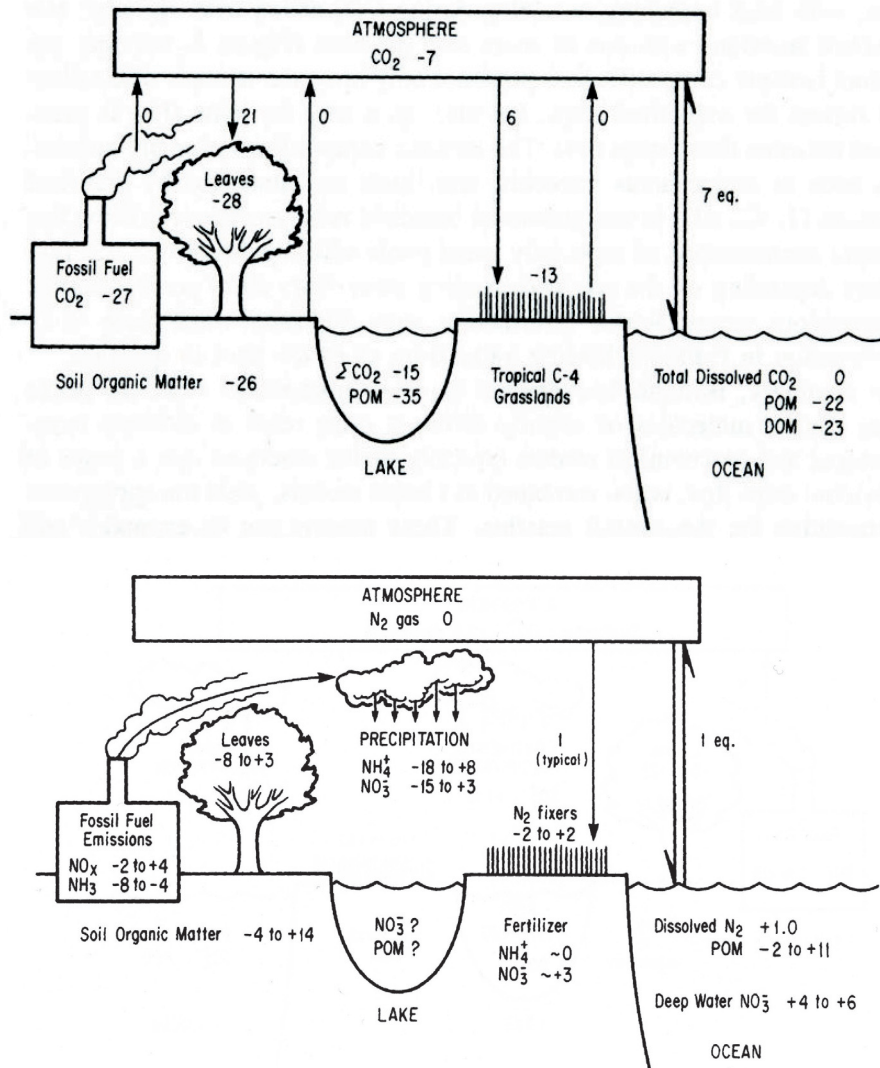 ATMOSPHERE
CO₂ -7
0
21
0
6
0
7 eq.
Leaves
-28
Fossil Fuel
CO₂ -27
-13
Soil Organic Matter -26
ΣCO₂ -15
POM -35
LAKE
Tropical C-4
Grasslands
Total Dissolved CO₂ 0
POM -22
DOM -23
OCEAN
ATMOSPHERE
N₂ gas 0
Leaves
-8 to +3
PRECIPITATION
NH₄⁺ -18 to +8
NO₃⁻ -15 to +3
1
(typical)
1 eq.
N₂ fixers
-2 to +2
Fossil Fuel
Emissions
NOₓ -2 to +4
NH₃ -8 to -4
Soil Organic Matter -4 to +14
NO₃⁻ ?
POM ?
LAKE
Fertilizer
NH₄⁺ ~0
NO₃⁻ ~+3
Dissolved N₂ +1.0
POM -2 to +11
Deep Water NO₃⁻ +4 to +6
OCEAN